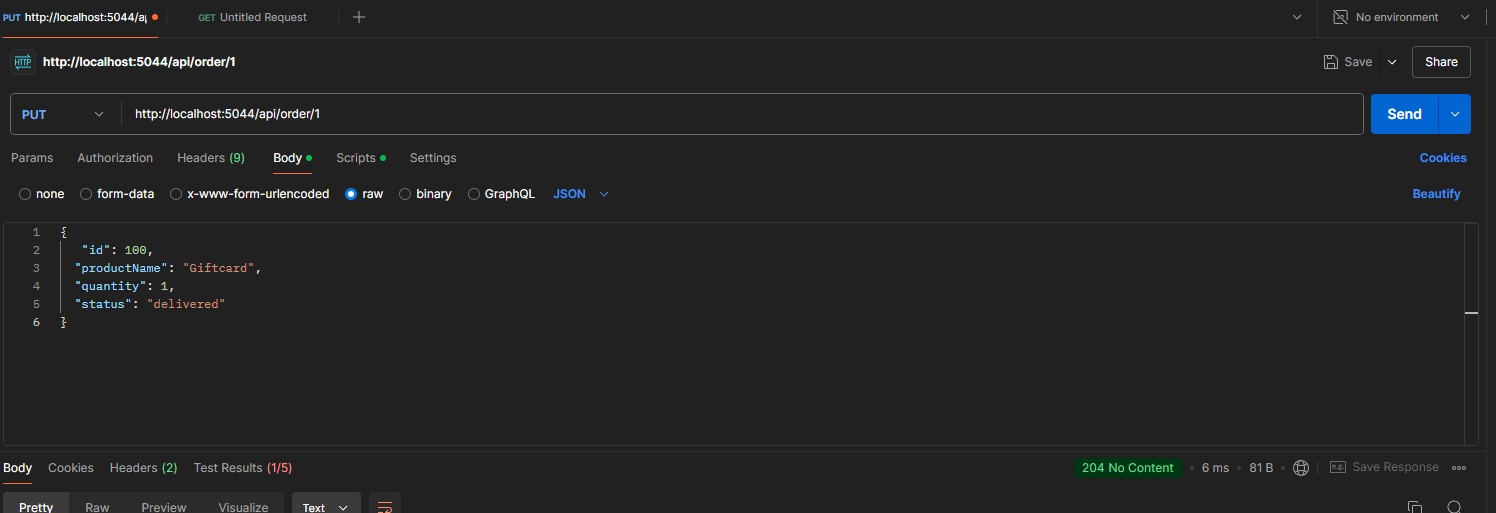 PUT http://localhost:5044/a
GET Untitled Request
No environment
HTTP http://localhost:5044/api/order/1
Save
Share
PUT http://localhost:5044/api/order/1
Send
Params Authorization Headers (9) Body Scripts Settings
Cookies
none form-data x-www-form-urlencoded raw binary GraphQL JSON
Beautify
1 {
2 "id": 100,
3 "productName": "Giftcard",
4 "quantity": 1,
5 "status": "delivered"
6 }
Body Cookies Headers (2) Test Results (1/5)
204 No Content 6 ms 81 B e.g. Save Response
Pretty Raw Preview Visualize Text